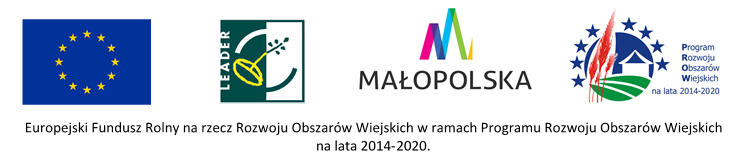 LEADER
MAŁOPOLSKA
Program
Rozwoju
Obszarów
Wiejskich
na lata 2014-2020
Europejski Fundusz Rolny na rzecz Rozwoju Obszarów Wiejskich w ramach Programu Rozwoju Obszarów Wiejskich
na lata 2014-2020.